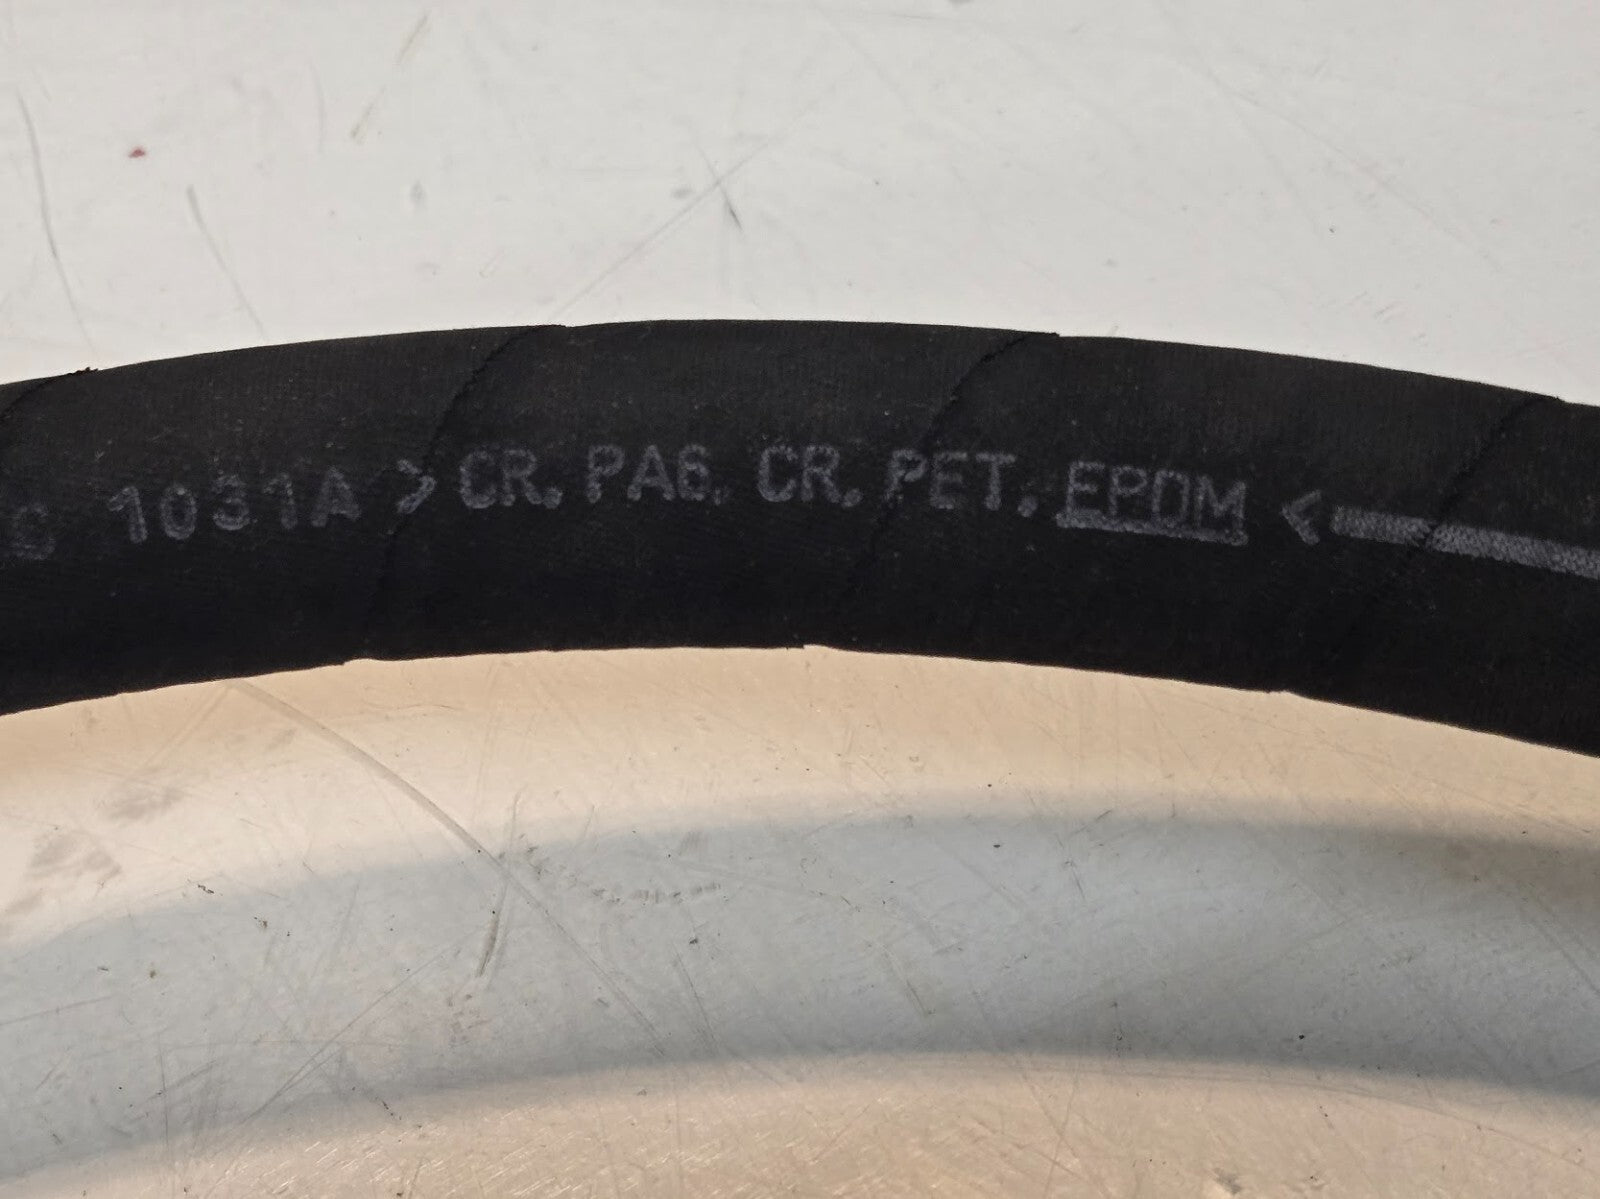 C 1031A >CR, PA6, CR, PET, EPDM <